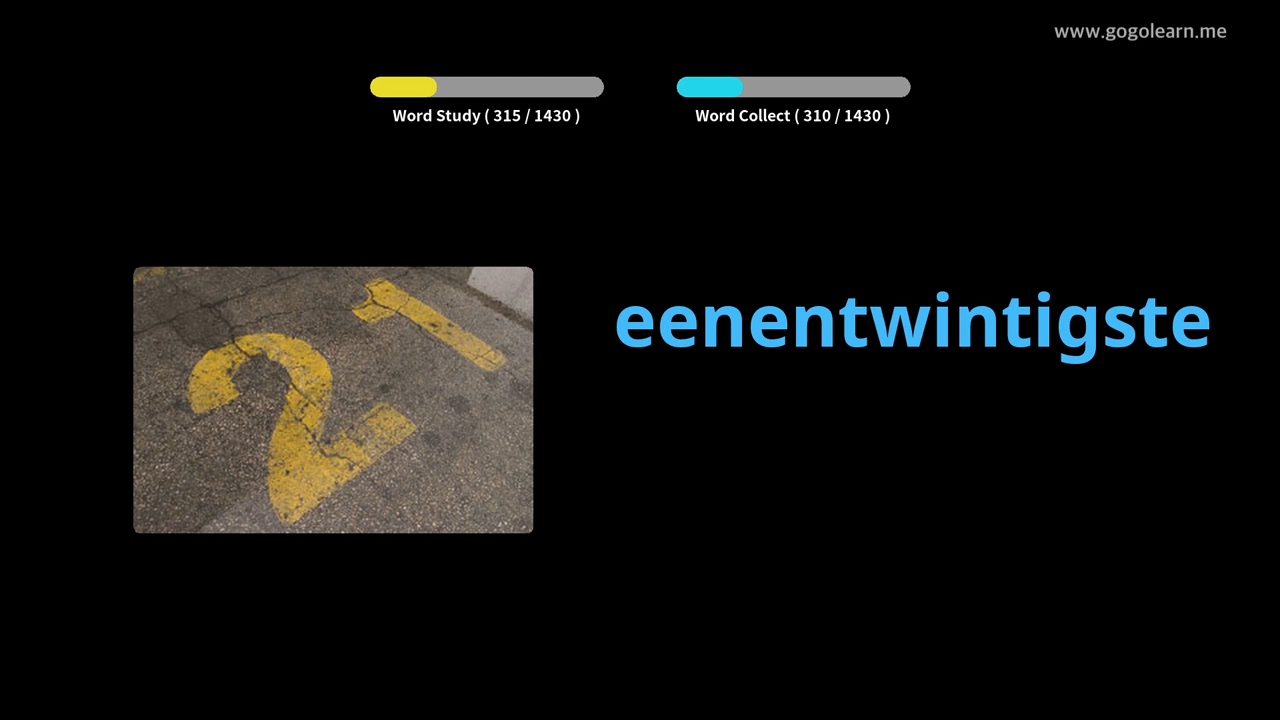 www.gogolearn.me
Word Study ( 315 / 1430 )
Word Collect ( 310 / 1430 )
eenentwintigste
21